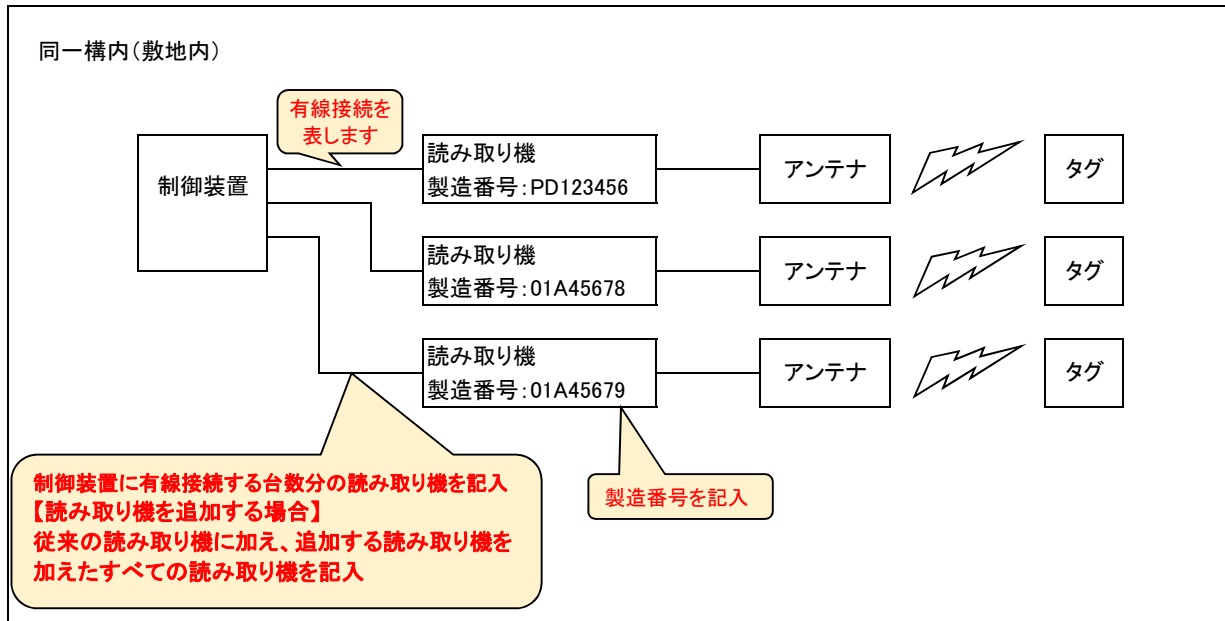 同一構内(敷地内)
有線接続を
表します
制御装置
読み取り機
製造番号:PD123456
アンテナ
タグ
読み取り機
製造番号:01A45678
アンテナ
タグ
読み取り機
製造番号:01A45679
アンテナ
タグ
制御装置に有線接続する台数分の読み取り機を記入
【読み取り機を追加する場合】
従来の読み取り機に加え、追加する読み取り機を
加えたすべての読み取り機を記入
製造番号を記入